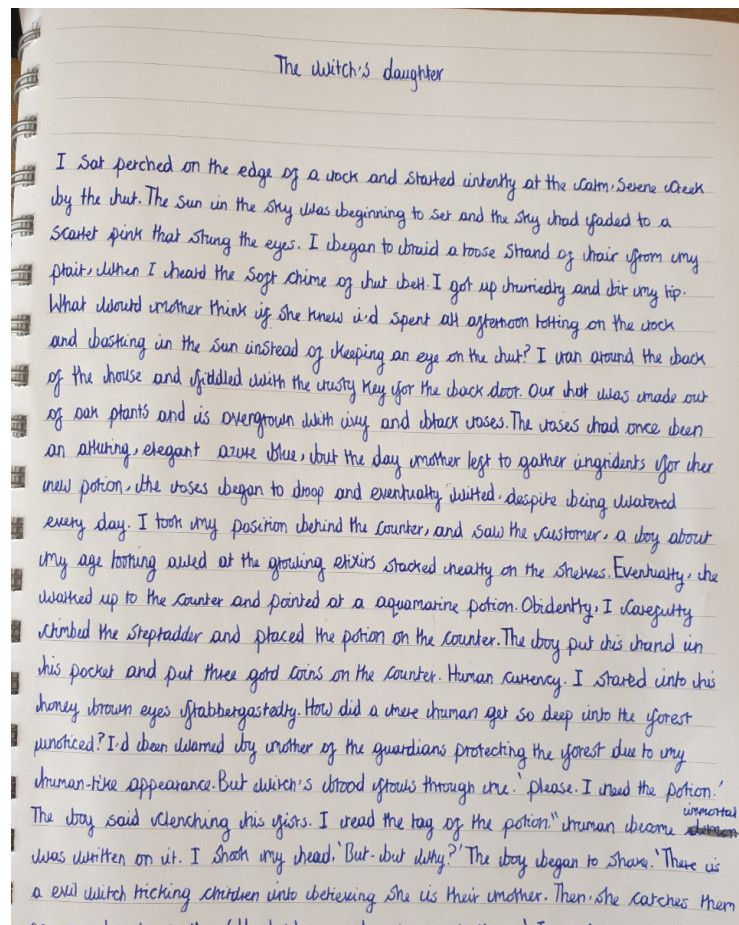 The witch's daughter
I sat perched on the edge of a rock and started intently at the calm, serene creek
by the hut. The sun in the sky was beginning to set and the sky had faded to a
scarlet pink that stung the eyes. I began to braid a loose strand of hair from my
plait, when I heard the soft chime of hut bell. I got up hurriedly and bit my lip.
What would mother think if she knew i'd spent all afternoon lolling on the rock
and basking in the sun instead of keeping an eye on the hut? I ran around the back
of the house and fiddled with the rusty key for the back door. Our hut was made out
of oak plants and is overgrown with ivy and black roses. The roses had once been
an alluring, elegant azure blue, but the day mother left to gather ingridents for her
new potion, the roses began to droop and eventually wilted, despite being watered
every day. I took my position behind the counter, and saw the customer, a boy about
my age looking awed at the growling elixirs stacked neatly on the shelves. Eventually, he
walked up to the counter and pointed at a aquamarine potion. Obidently, I carefully
climbed the stepladder and placed the potion on the counter. The boy put his hand in
his pocket and put three gold coins on the counter. Human currency. I stared into his
honey brown eyes flabbergastedly. How did a mere human get so deep into the forest
unoticed? I'd been warned by mother of the guardians protecting the forest due to my
human-like appearance. But witch's blood flows through me. 'please. I need the potion.'
The boy said clenching his fists. I read the tag of the potion." human become immortal
was written on it. I shook my head. 'But-but why?' The boy began to shake. 'There is
a evil witch tricking children into believing she is their mother. Then, she catches them